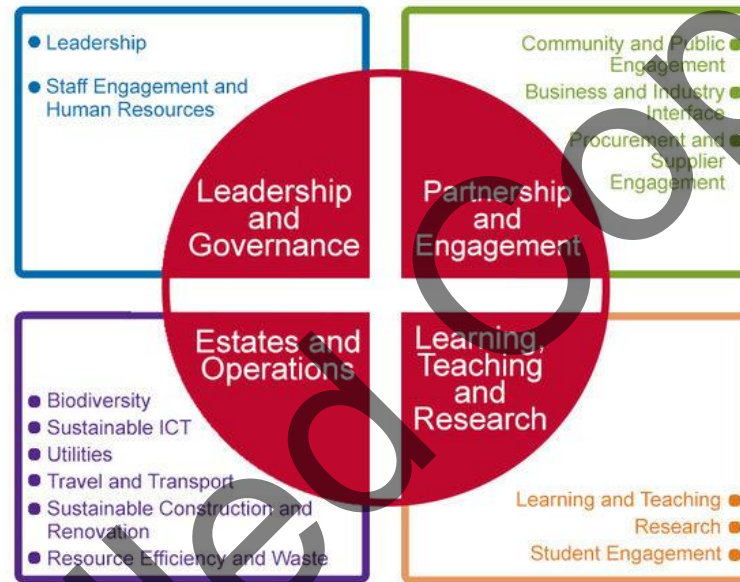 Leadership
Staff Engagement and
Human Resources
Leadership
and
Governance
Community and Public
Engagement
Business and Industry
Interface
Procurement and
Supplier
Engagement
Partnership
and
Engagement
Estates and
Operations
Biodiversity
Sustainable ICT
Utilities
Travel and Transport
Sustainable Construction and
Renovation
Resource Efficiency and Waste
Learning,
Teaching
and
Research
Learning and Teaching
Research
Student Engagement